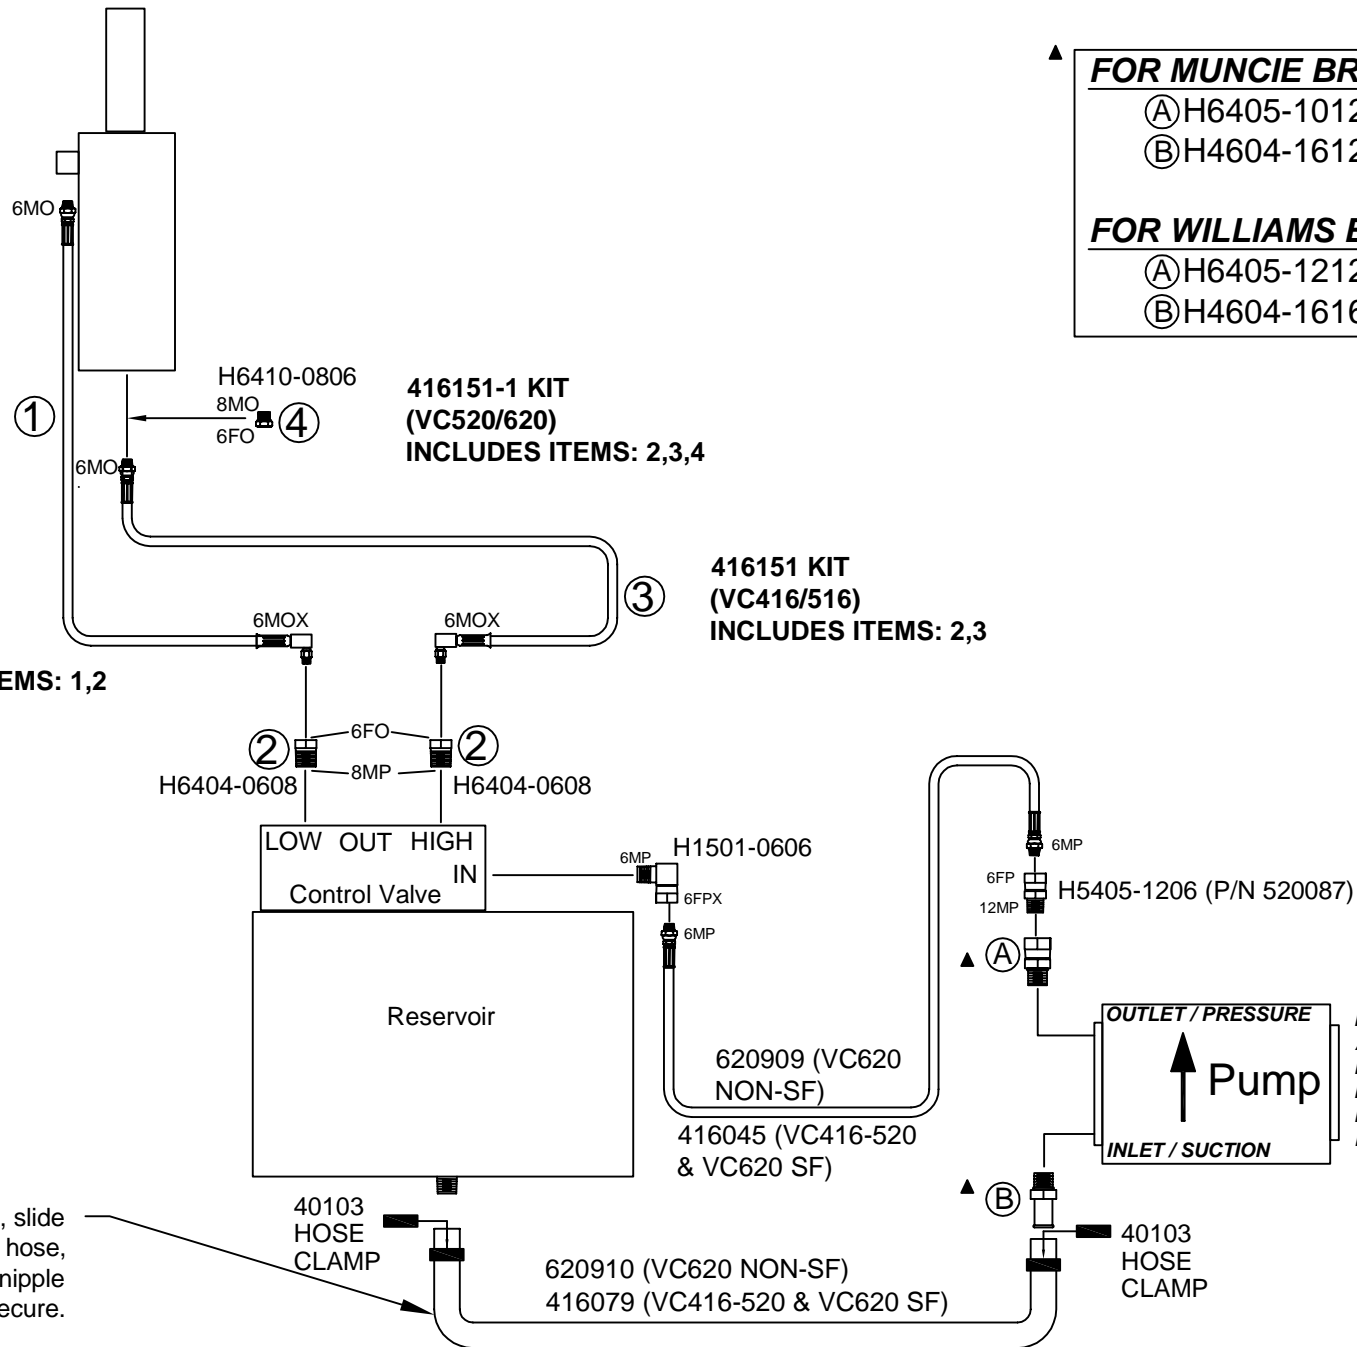 ▲
FOR MUNCIE BR
Ⓐ H6405-1012
Ⓑ H4604-1612
FOR WILLIAMS
Ⓐ H6405-1212
Ⓑ H4604-1616
6MO
①
H6410-0806
8MO
6FO
④
416151-1 KIT
(VC520/620)
INCLUDES ITEMS: 2,3,4
6MO
③
416151 KIT
(VC416/516)
INCLUDES ITEMS: 2,3
6MOX
6MOX
EMS: 1,2
②
6FO
②
8MP
H6404-0608
H6404-0608
LOW OUT HIGH
IN
Control Valve
6MP
H1501-0606
6FPX
6MP
6MP
6FP
12MP
H5405-1206 (P/N 520087)
▲ Ⓐ
Reservoir
OUTLET / PRESSURE
Pump
INLET / SUCTION
620909 (VC620
NON-SF)
416045 (VC416-520
& VC620 SF)
▲ Ⓑ
, slide
hose,
nipple
ecure.
40103
HOSE
CLAMP
40103
HOSE
CLAMP
620910 (VC620 NON-SF)
416079 (VC416-520 & VC620 SF)